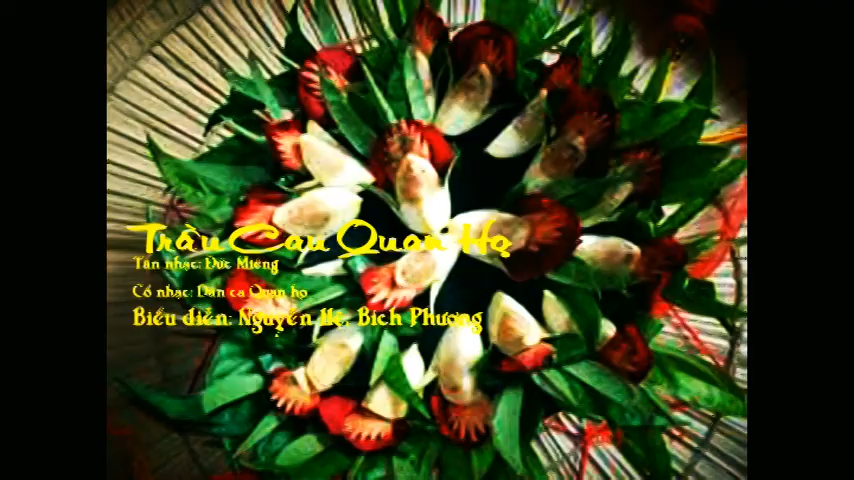 Trầu Cau Quan Họ
Tân nhạc: Đức Miêng
Cổ nhạc: Dân ca Quan họ
Biểu diễn: Nguyễn Hệ, Bích Phượng